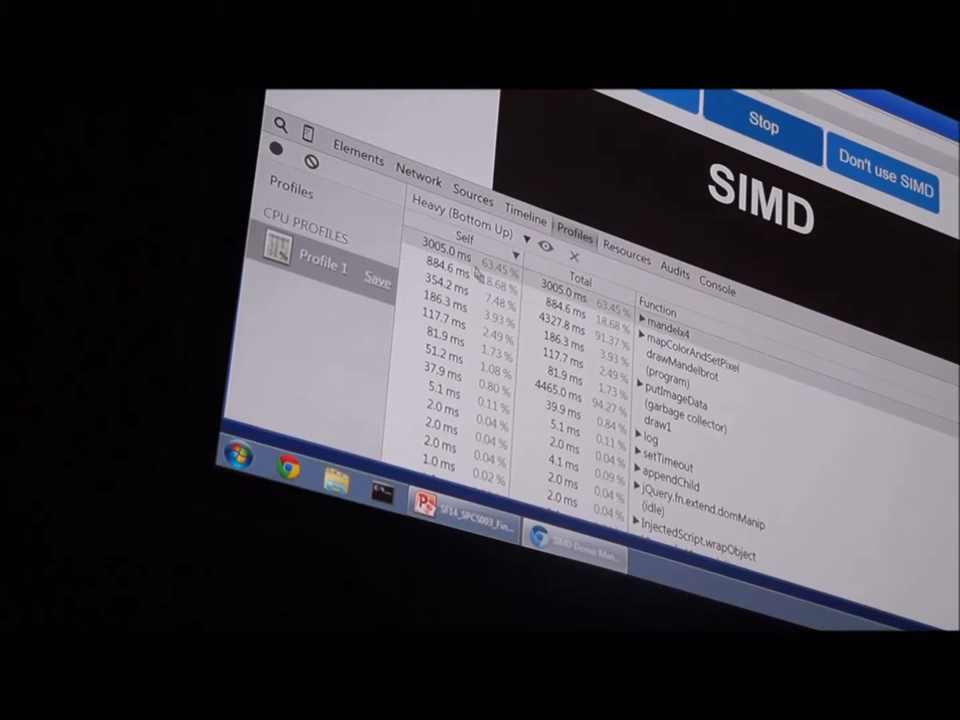 Stop
Don't use SIMD
SIMD
Elements Network Sources Timeline Profiles Resources Audits Console
Profiles
CPU PROFILES
Profile 1 Save
Heavy (Bottom Up)
Self Total Function
3005.0 ms 63.45 % 3005.0 ms 63.45 % mandelx4
884.6 ms 18.68 % 884.6 ms 18.68 % mapColorAndSetPixel
354.2 ms 7.48 % 4327.8 ms 91.37 % drawMandelbrot
186.3 ms 3.93 % 186.3 ms 3.93 % (program)
117.7 ms 2.49 % 117.7 ms 2.49 % putImageData
81.9 ms 1.73 % 81.9 ms 1.73 % (garbage collector)
51.2 ms 1.08 % 4465.0 ms 94.27 % draw1
37.9 ms 0.80 % 39.9 ms 0.84 % log
5.1 ms 0.11 % 5.1 ms 0.11 % setTimeout
2.0 ms 0.04 % 2.0 ms 0.04 % appendChild
2.0 ms 0.04 % 4.1 ms 0.09 % jQuery.fn.extend.domManip
2.0 ms 0.04 % 2.0 ms 0.04 % (idle)
1.0 ms 0.02 % 2.0 ms 0.04 % InjectedScript.wrapObject
SF14_SPCS003_Fin...
SIMD Demo: Man...